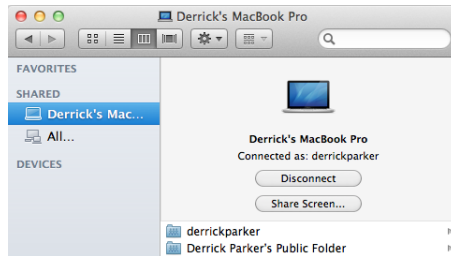 Derrick's MacBook Pro
FAVORITES
SHARED
Derrick's Mac...
All...
DEVICES
Derrick's MacBook Pro
Connected as: derrickparker
Disconnect
Share Screen...
derrickparker
Derrick Parker's Public Folder